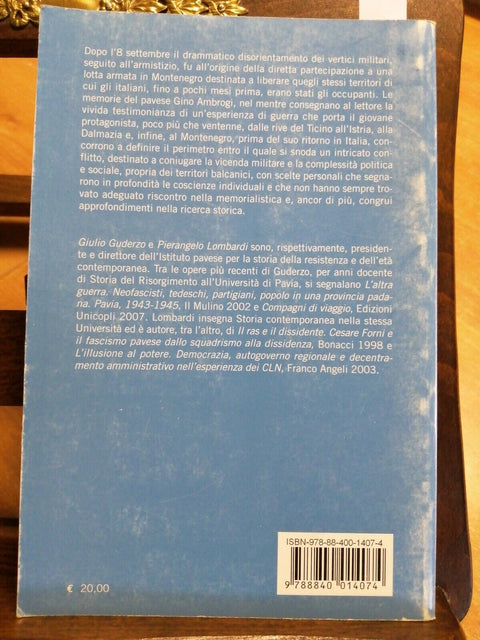 Dopo l'8 settembre il drammatico disorientamento dei vertici militari,
seguito all'armistizio, fu all'origine della diretta partecipazione a una
lotta armata in Montenegro destinata a liberare quegli stessi territori di
cui gli italiani, fino a pochi mesi prima, erano stati gli occupanti. Le
memorie del pavese Gino Ambrogi, nel mentre consegnano al lettore la
vivida testimonianza di un'esperienza di guerra che porta il giovane
protagonista, poco più che ventenne, dalle rive del Ticino all'Istria, alla
Dalmazia e, infine, al Montenegro, prima del suo ritorno in Italia, con-
corrono a definire il perimetro entro il quale si snoda un intricato con-
flitto, destinato a coniugare la vicenda militare e la complessità politica
e sociale, propria dei territori balcanici, con scelte personali che segna-
rono in profondità le coscienze individuali e che non hanno sempre tro-
vato adeguato riscontro nella memorialistica e, ancor di più, congrui
approfondimenti nella ricerca storica.
Giulio Guderzo e Pierangelo Lombardi sono, rispettivamente, presiden-
te e direttore dell'Istituto pavese per la storia della resistenza e dell'età
contemporanea. Tra le opere più recenti di Guderzo, per anni docente
di Storia del Risorgimento all'Università di Pavia, si segnalano L'altra
guerra. Neofascisti, tedeschi, partigiani, popolo in una provincia pada-
na. Pavia, 1943-1945, Il Mulino 2002 e Compagni di viaggio, Edizioni
Unicopli 2007. Lombardi insegna Storia contemporanea nella stessa
Università ed è autore, tra l'altro, di Il ras e il dissidente. Cesare Forni e
il fascismo pavese dallo squadrismo alla dissidenza, Bonacci 1998 e
L'illusione al potere. Democrazia, autogoverno regionale e decentra-
mento amministrativo nell'esperienza dei CLN, Franco Angeli 2003.
ISBN-978-88-400-1407-4
9 788840 014074
€ 20,00